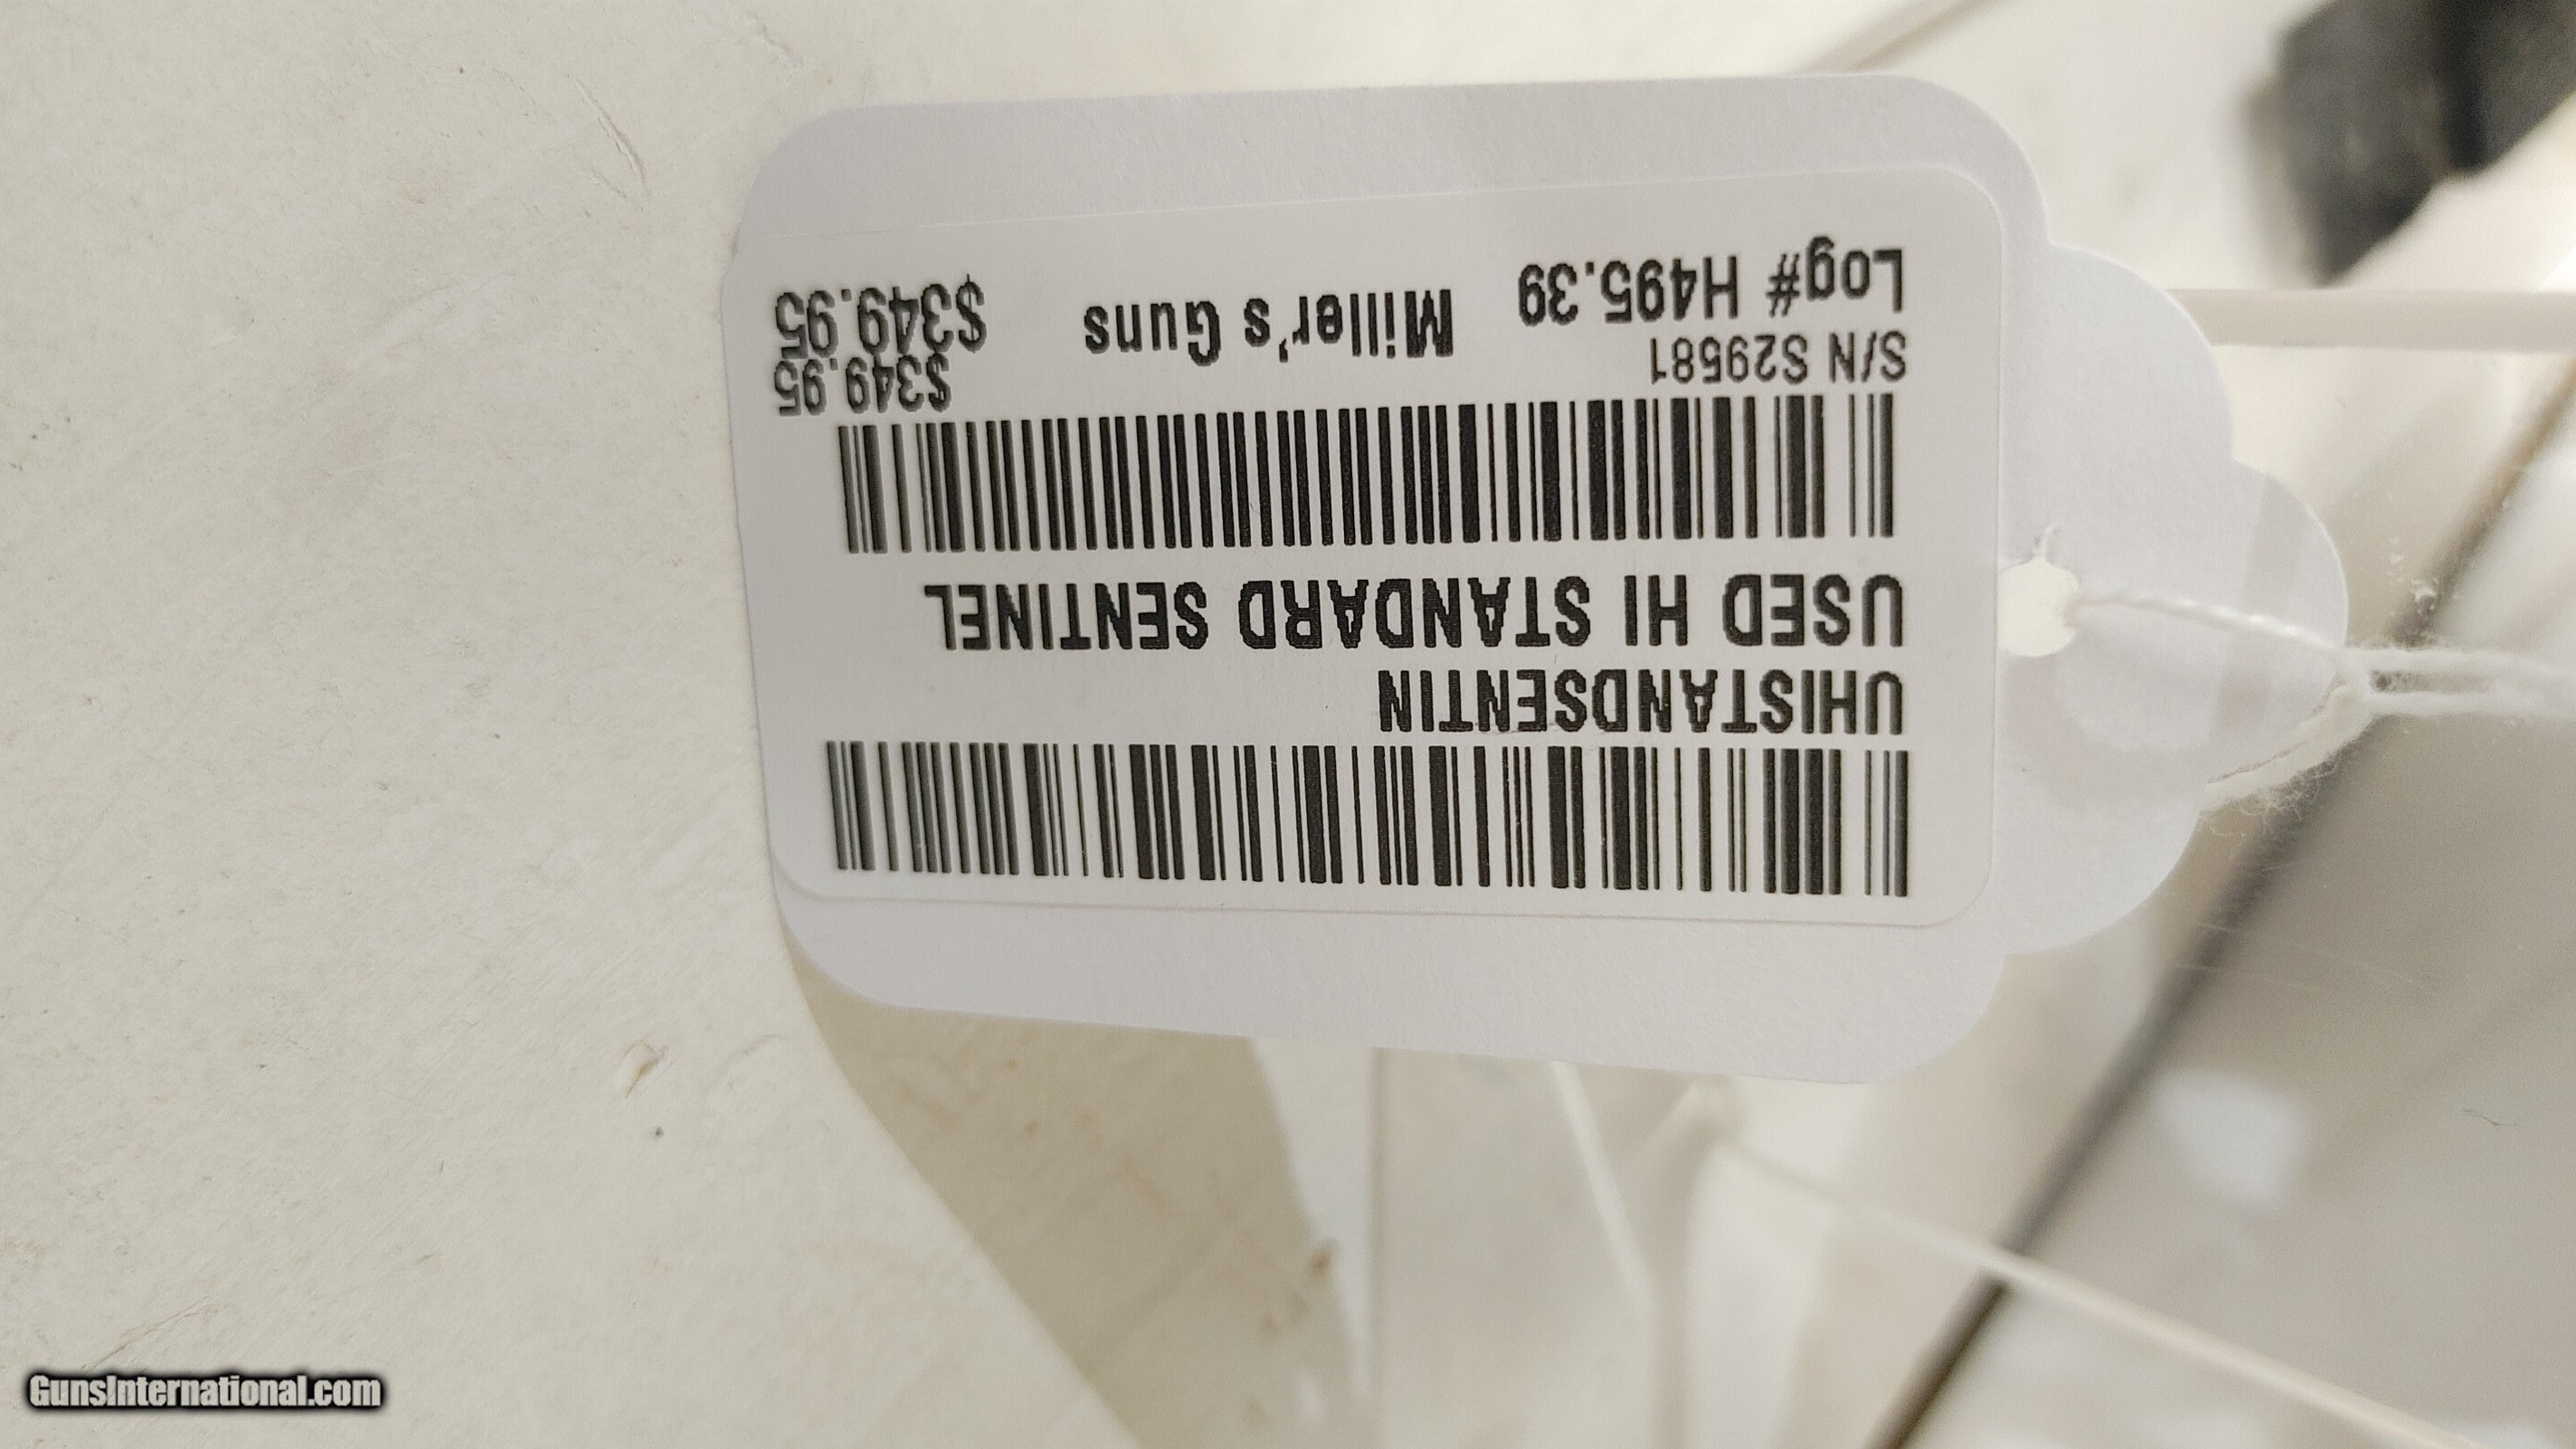 UHISTANDSENTIN
USED HI STANDARD SENTINEL
S/N S29581 $349.95
Log# H495.39 Miller's Guns $349.95
GunsInternational.com